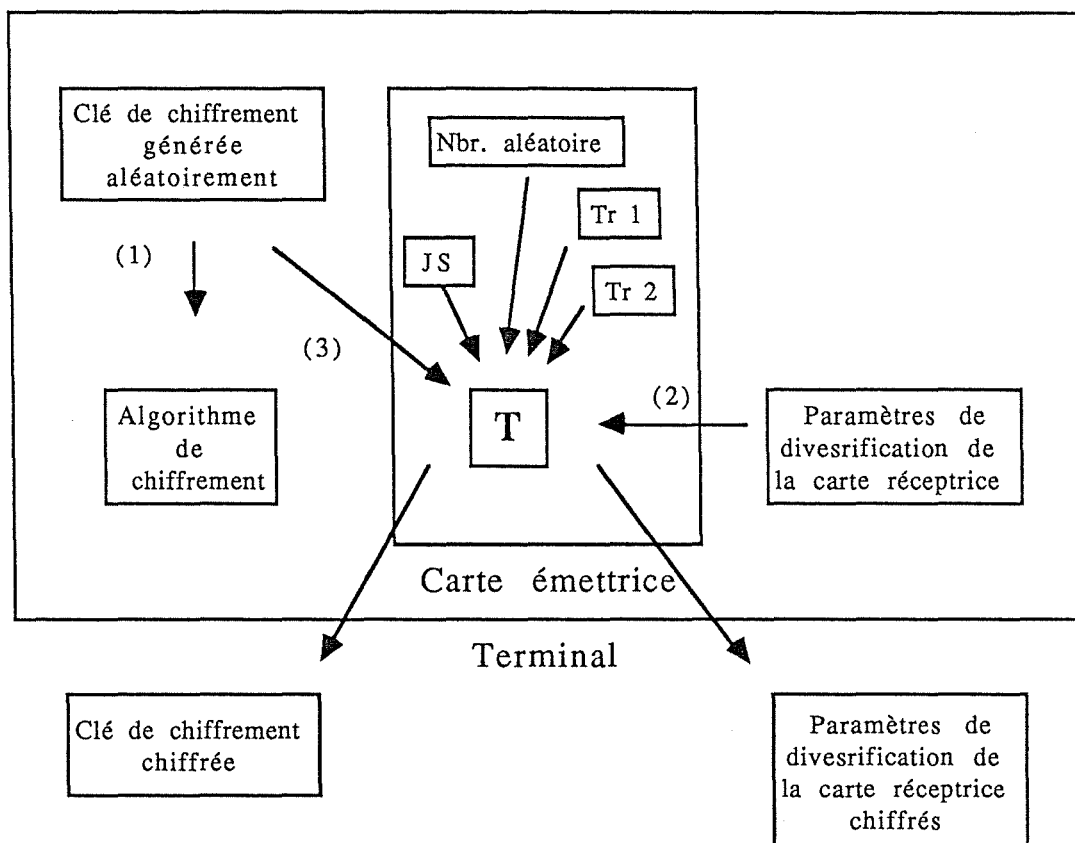 Clé de chiffrement
générée
aléatoirement
(1)
Algorithme
de
chiffrement
(3)
Nbr. aléatoire
Tr 1
JS
Tr 2
T
(2)
Paramètres de
divesrification de
la carte réceptrice
Carte émettrice
Terminal
Clé de chiffrement
chiffrée
Paramètres de
divesrification de
la carte réceptrice
chiffrés